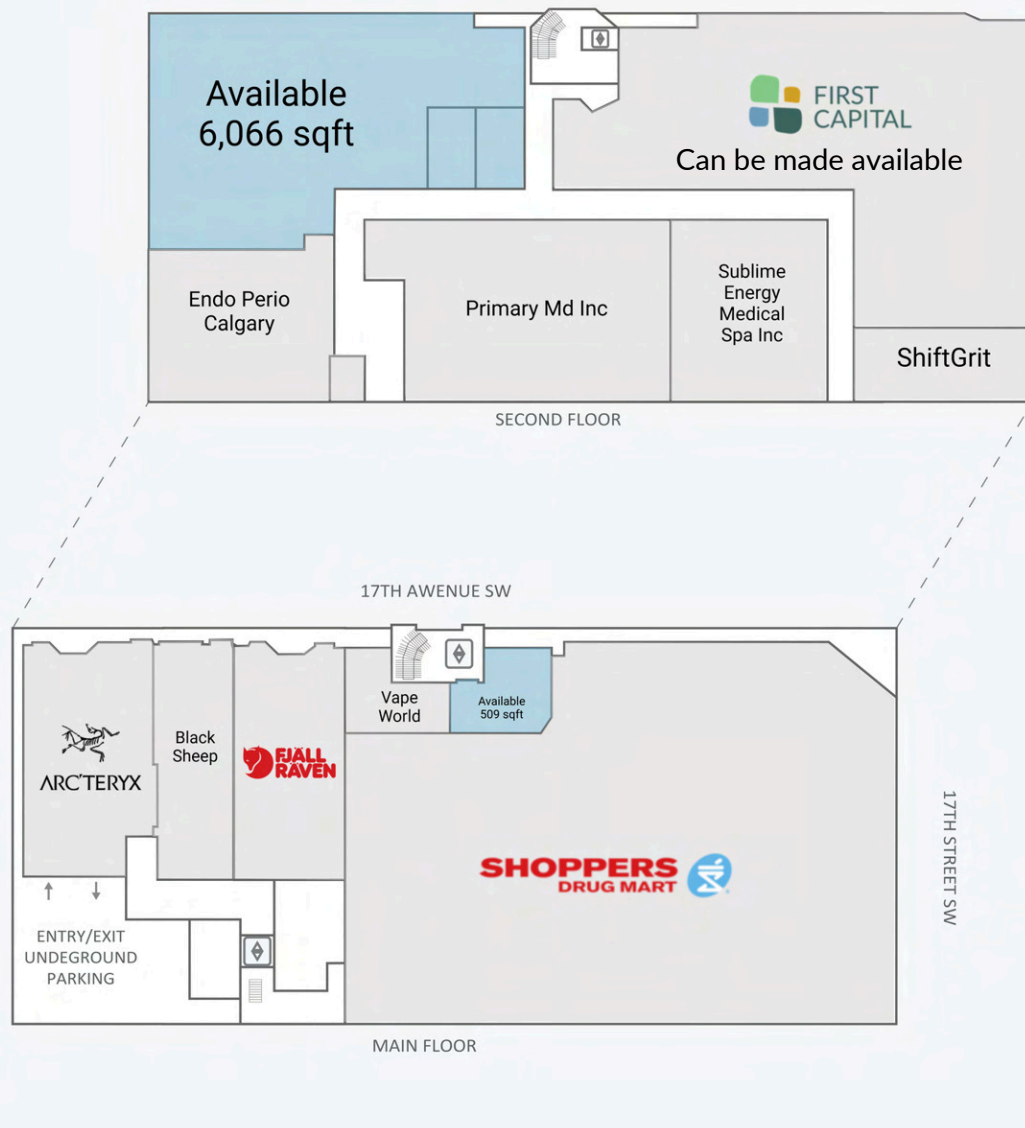 Available
6,066 sqft
FIRST
CAPITAL
Can be made available
Endo Perio
Calgary
Primary Md Inc
Sublime
Energy
Medical
Spa Inc
ShiftGrit
SECOND FLOOR
17TH AWENUE SW
Vape
World
Available
509 sqft
Black
Sheep
ARC'TERYX
FJÄLL
RÄVEN
SHOPPERS
DRUG MART
17TH STREET SW
ENTRY/EXIT
UNDEGROUND
PARKING
MAIN FLOOR